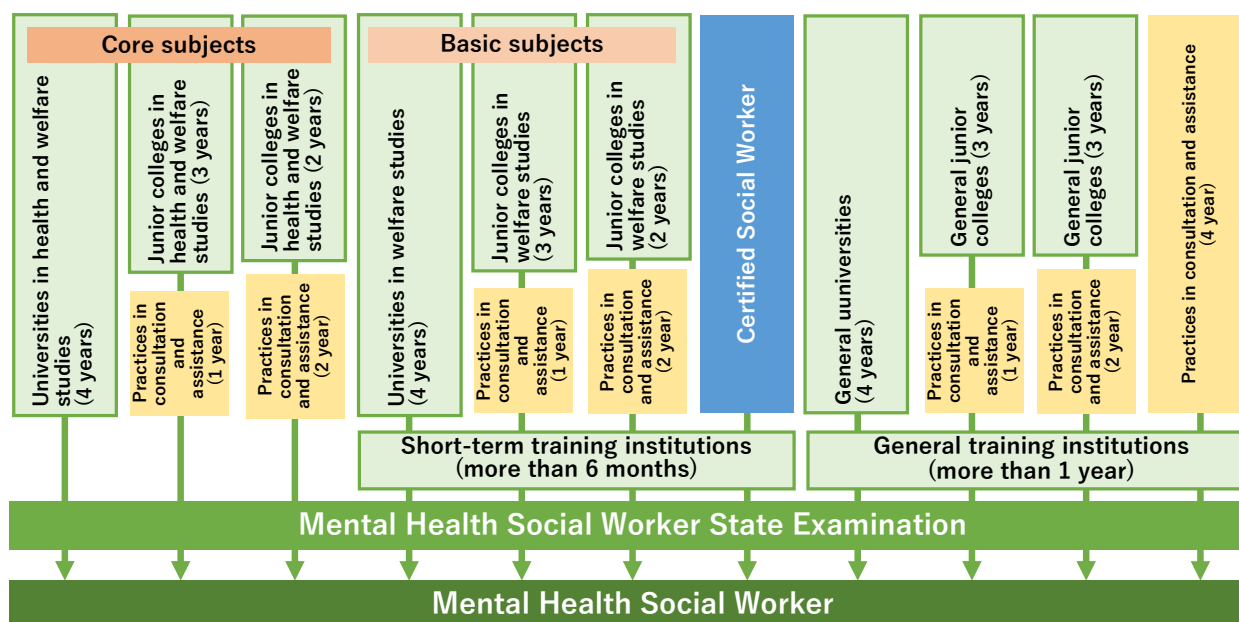 Core subjects
Basic subjects
Universities in health and welfare
studies
(4 years)
Junior colleges in
health and welfare
studies (3 years)
Practices in
consultation
and
assistance
(1 year)
Junior colleges in
health and welfare
studies (2 years)
Practices in
consultation
and assistance
(2 year)
Universities in welfare studies
(4 years)
Junior colleges in
welfare studies
(3 years)
Practices in
consultation
and
assistance
(1 year)
Junior colleges in
welfare studies
(2 years)
Practices in
consultation
and assistance
(2 year)
Certified Social Worker
General uuniversities
(4 years)
General junior
colleges (3 years)
Practices in
consultation
and
assistance
(1 year)
General junior
colleges (3 years)
Practices in
consultation
and assistance
(2 year)
Practices in consultation and assistance
(4 year)
Short-term training institutions
(more than 6 months)
General training institutions
(more than 1 year)
Mental Health Social Worker State Examination
Mental Health Social Worker